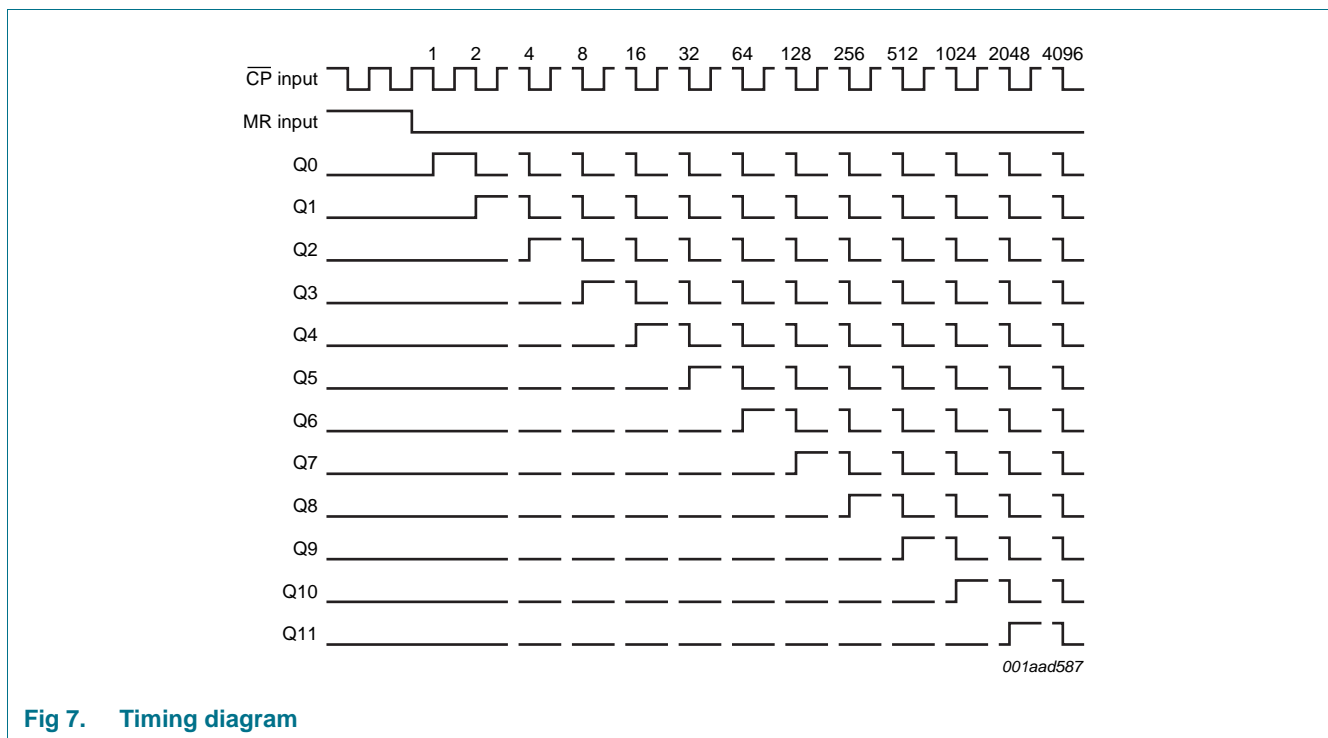 1 2 4 8 16 32 64 128 256 512 1024 2048 4096
CP input
MR input
Q0
Q1
Q2
Q3
Q4
Q5
Q6
Q7
Q8
Q9
Q10
Q11
001aad587
Fig 7. Timing diagram